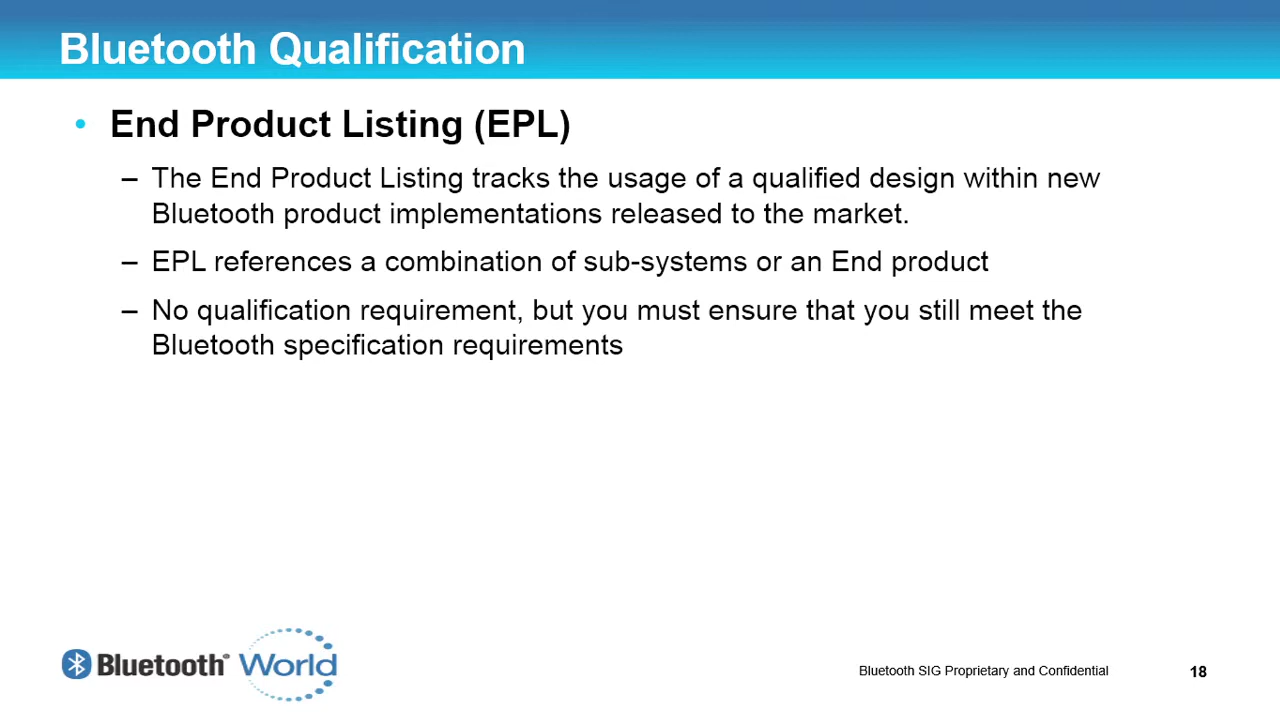 Bluetooth Qualification
• End Product Listing (EPL)
– The End Product Listing tracks the usage of a qualified design within new
Bluetooth product implementations released to the market.
– EPL references a combination of sub-systems or an End product
– No qualification requirement, but you must ensure that you still meet the
Bluetooth specification requirements
Bluetooth® World
Bluetooth SIG Proprietary and Confidential
18